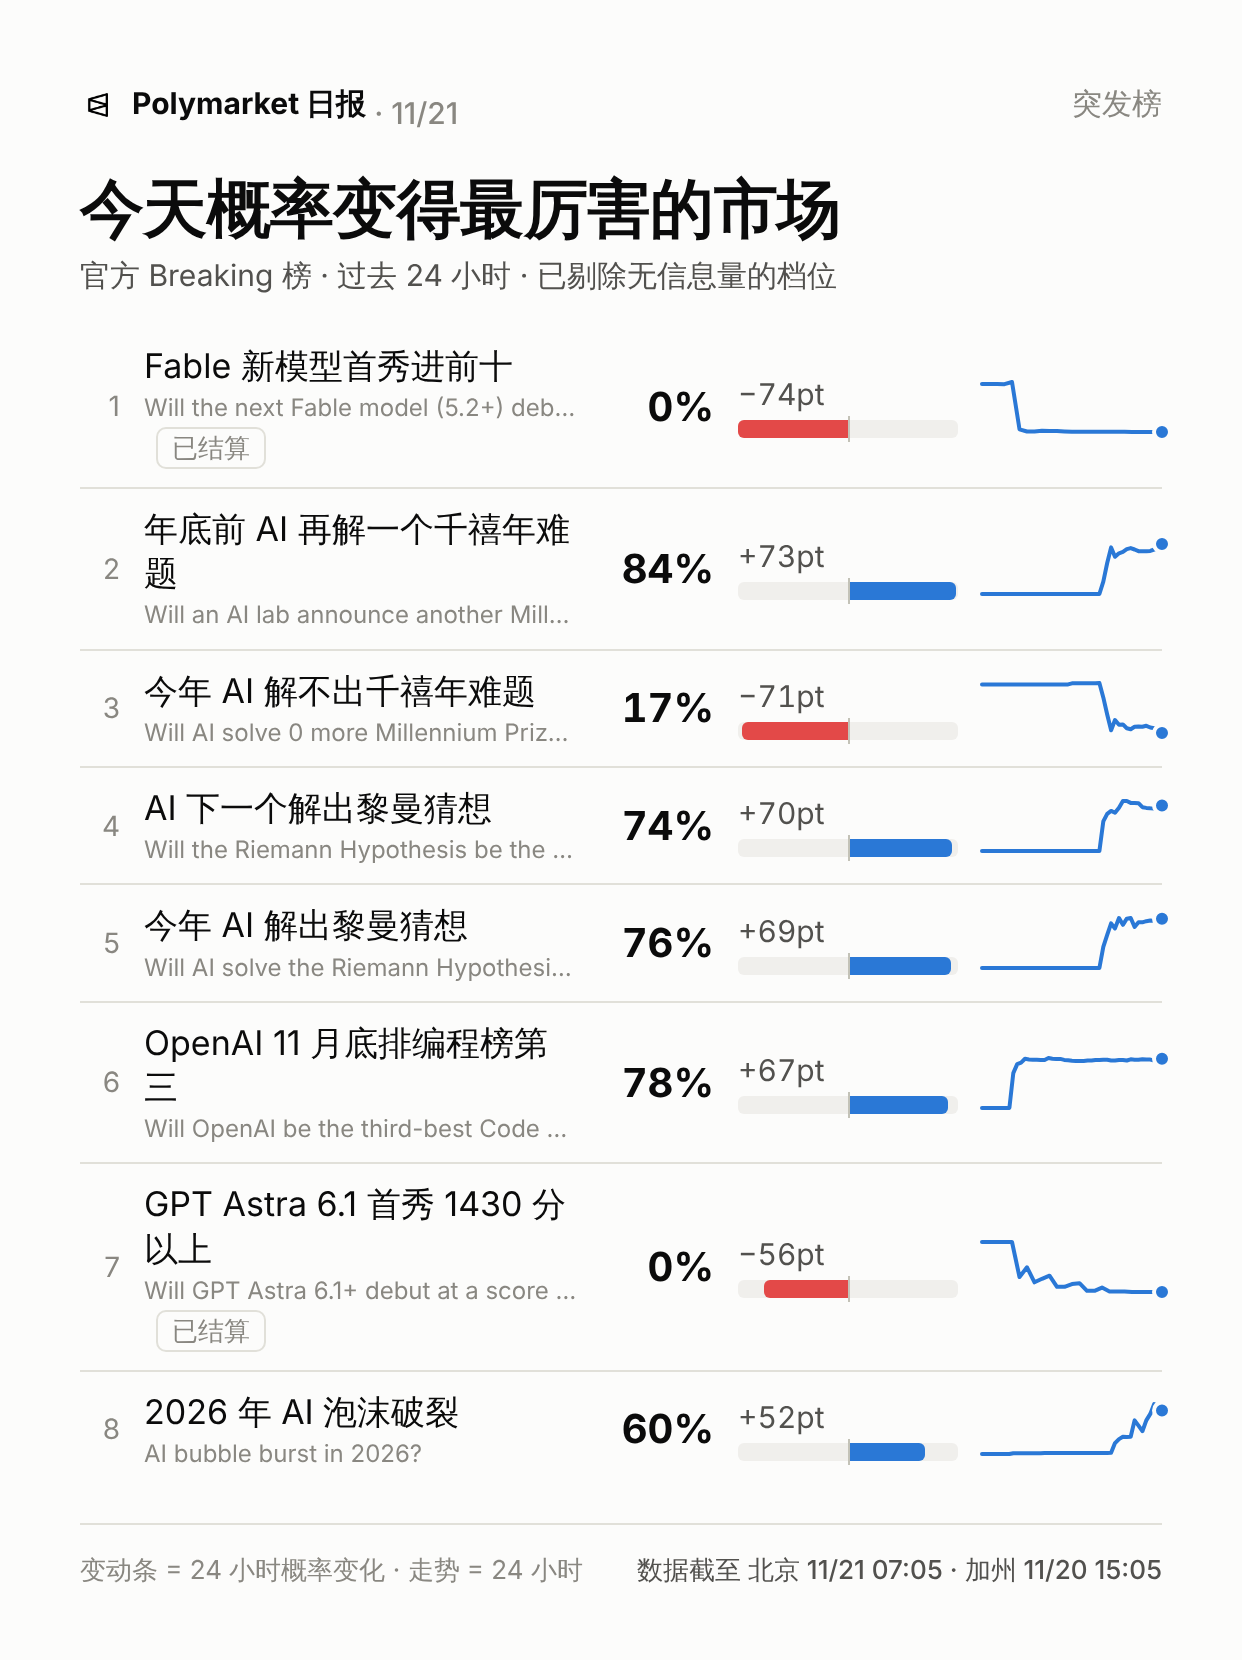 Polymarket 日报 · 11/21
突发榜
今天概率变得最厉害的市场
官方 Breaking 榜 · 过去 24 小时 · 已剔除无信息量的档位
1
Fable 新模型首秀进前十
Will the next Fable model (5.2+) deb...
已结算
0%
−74pt
2
年底前 AI 再解一个千禧年难
题
Will an AI lab announce another Mill...
84%
+73pt
3
今年 AI 解不出千禧年难题
Will AI solve 0 more Millennium Priz...
17%
−71pt
4
AI 下一个解出黎曼猜想
Will the Riemann Hypothesis be the ...
74%
+70pt
5
今年 AI 解出黎曼猜想
Will AI solve the Riemann Hypothesi...
76%
+69pt
6
OpenAI 11 月底排编程榜第
三
Will OpenAI be the third-best Code ...
78%
+67pt
7
GPT Astra 6.1 首秀 1430 分
以上
Will GPT Astra 6.1+ debut at a score ...
已结算
0%
−56pt
8
2026 年 AI 泡沫破裂
AI bubble burst in 2026?
60%
+52pt
变动条 = 24 小时概率变化 · 走势 = 24 小时
数据截至 北京 11/21 07:05 · 加州 11/20 15:05